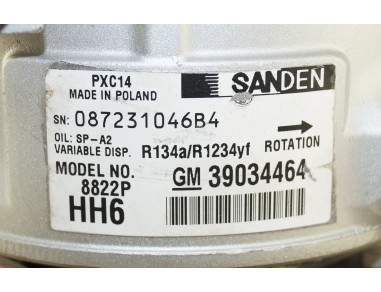 PXC14
MADE IN POLAND
SANDEN
SN: 087231046B4
OIL: SP-A2
VARIABLE DISP. R134a/R1234yf ROTATION
MODEL NO. GM 39034464
8822P
HH6